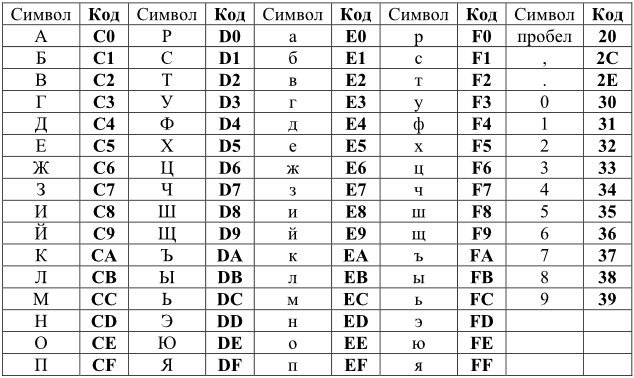 Символ Код Символ Код Символ Код Символ Код Символ Код
А C0 Р D0 а E0 р F0 пробел 20
Б C1 С D1 б E1 с F1 , 2C
В C2 Т D2 в E2 т F2 . 2E
Г C3 У D3 г E3 у F3 0 30
Д C4 Ф D4 д E4 ф F4 1 31
Е C5 Х D5 е E5 х F5 2 32
Ж C6 Ц D6 ж E6 ц F6 3 33
З C7 Ч D7 з E7 ч F7 4 34
И C8 Ш D8 и E8 ш F8 5 35
Й C9 Щ D9 й E9 щ F9 6 36
К CA Ъ DA к EA ъ FA 7 37
Л CB Ы DB л EB ы FB 8 38
М CC Ь DC м EC ь FC 9 39
Н CD Э DD н ED э FD
О CE Ю DE о EE ю FE
П CF Я DF п EF я FF